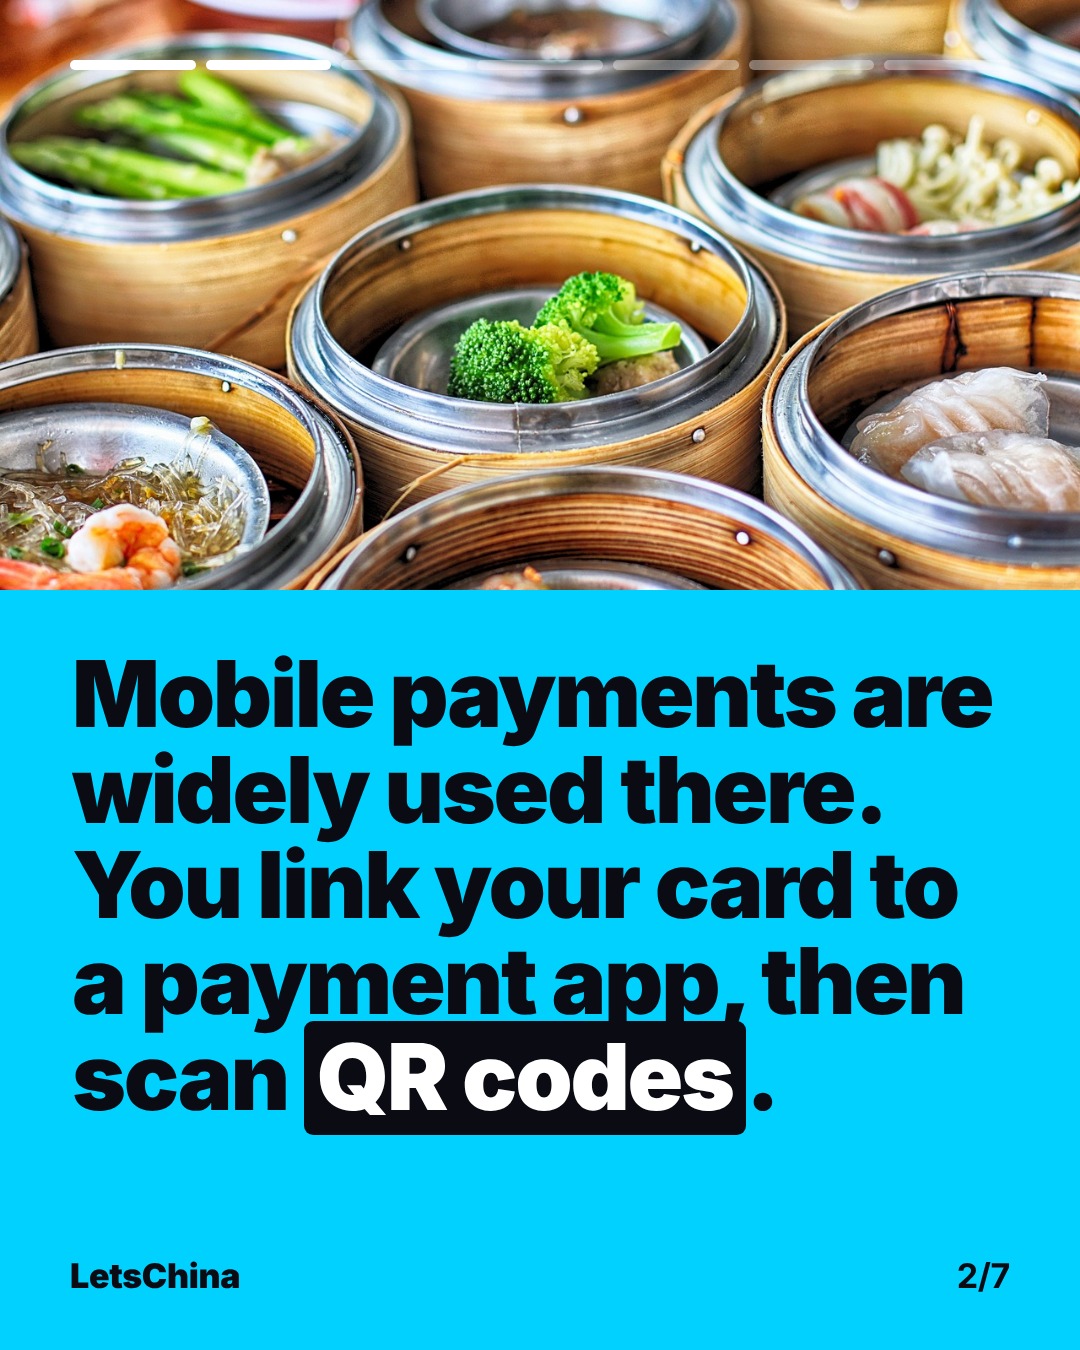 Mobile payments are
widely used there.
You link your card to
a payment app, then
scan QR codes.
LetsChina
2/7